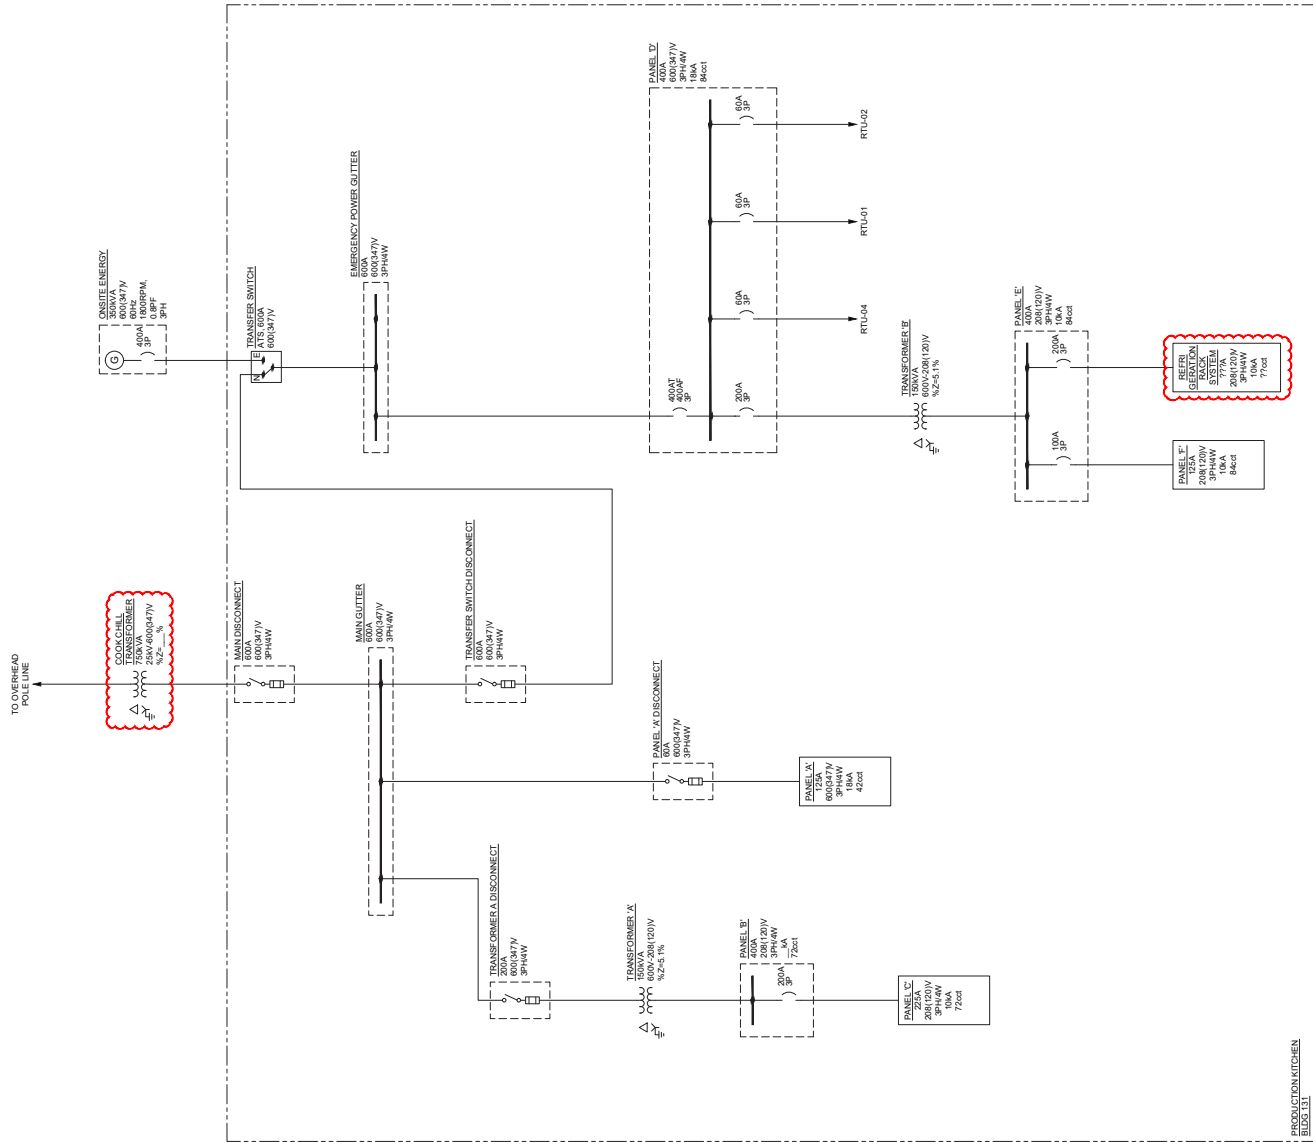 TO OVERHEAD
POLE LINE
COOK CHILL
TRANSFORMER
750kVA
25kV-600(347)V
%Z=___%
MAIN DISCONNECT
600A
600(347)V
3PH/4W
MAIN GUTTER
600A
600(347)V
3PH/4W
TRANSFER SWITCH DISCONNECT
600A
600(347)V
3PH/4W
PANEL 'A' DISCONNECT
60A
600(347)V
3PH/4W
PANEL 'A'
125A
600(347)V
3PH/4W
18kA
42cct
TRANSFORMER A DISCONNECT
200A
600(347)V
3PH/4W
TRANSFORMER 'A'
150kVA
600V-208(120)V
%Z=5.1%
PANEL 'B'
400A
208(120)V
3PH/4W
__kA
72cct
200A
3P
PANEL 'C'
225A
208(120)V
3PH/4W
10kA
72cct
ONSITE ENERGY
350kVA
600(347)V
60Hz
1800RPM,
0.8PF
3PH
G
400A
3P
TRANSFER SWITCH
ATS, 600A
600(347)V
N
E
EMERGENCY POWER GUTTER
600A
600(347)V
3PH/4W
PANEL 'D'
400A
600(347)V
3PH/4W
18kA
84cct
400AT
400AF
3P
200A
3P
60A
3P
60A
3P
60A
3P
RTU-04
RTU-01
RTU-02
TRANSFORMER 'B'
150kVA
600V-208(120)V
%Z=5.1%
PANEL 'E'
400A
208(120)V
3PH/4W
10kA
84cct
100A
3P
200A
3P
PANEL 'F'
125A
208(120)V
3PH/4W
10kA
84cct
REFRI
GERATION
RACK
SYSTEM
???A
208(120)V
3PH/4W
10kA
??cct
PRODUCTION KITCHEN
BLDG 131